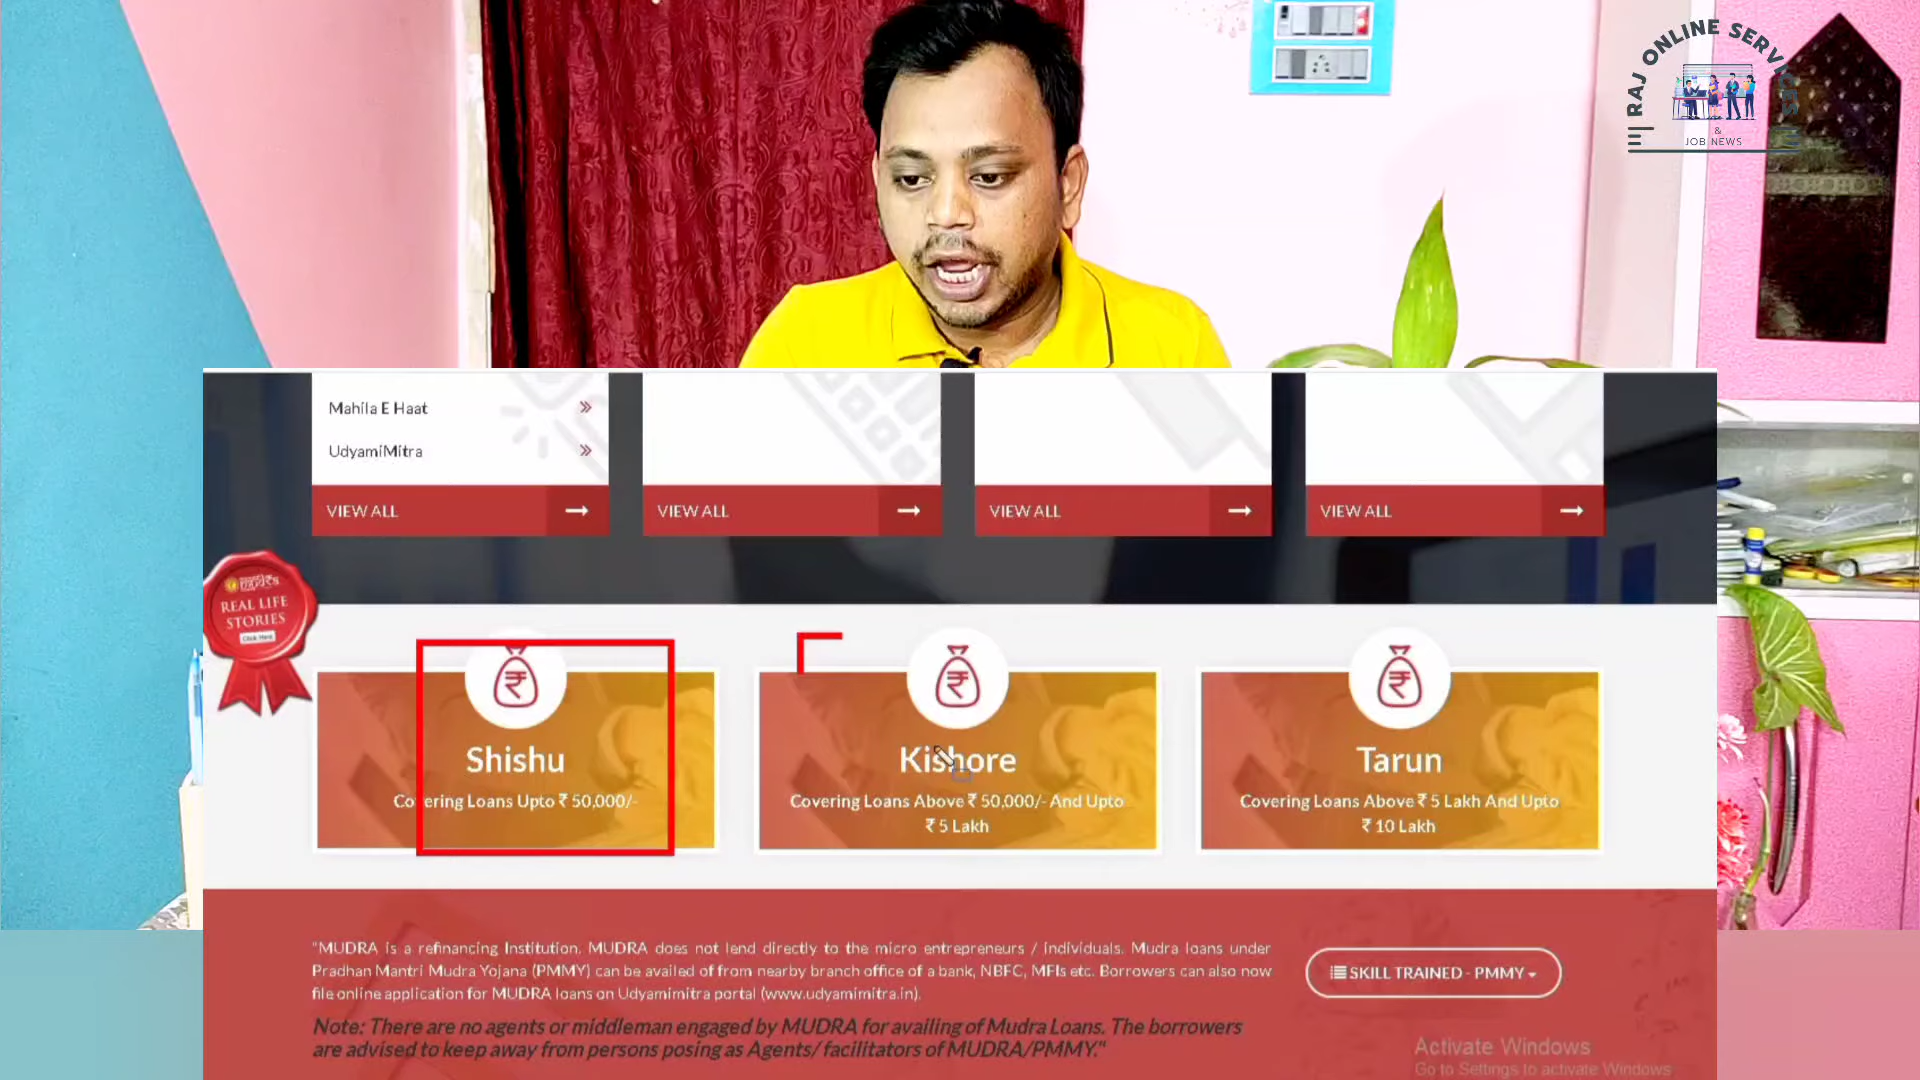 RAJ ONLINE SERVICES
&
JOB NEWS
Mahila E Haat
UdyamiMitra
VIEW ALL
VIEW ALL
VIEW ALL
VIEW ALL
REAL LIFE
STORIES
Click Here
Shishu
Covering Loans Upto ₹ 50,000/-
Kishore
Covering Loans Above ₹ 50,000/- And Upto
₹ 5 Lakh
Tarun
Covering Loans Above ₹ 5 Lakh And Upto
₹ 10 Lakh
"MUDRA is a refinancing Institution. MUDRA does not lend directly to the micro entrepreneurs / individuals. Mudra loans under
Pradhan Mantri Mudra Yojana (PMMY) can be availed of from nearby branch office of a bank, NBFC, MFIs etc. Borrowers can also now
file online application for MUDRA loans on Udyamimitra portal (www.udyamimitra.in).
Note: There are no agents or middleman engaged by MUDRA for availing of Mudra Loans. The borrowers
are advised to keep away from persons posing as Agents/ facilitators of MUDRA/PMMY."
SKILL TRAINED - PMMY
Activate Windows
Go to Settings to activate Windows